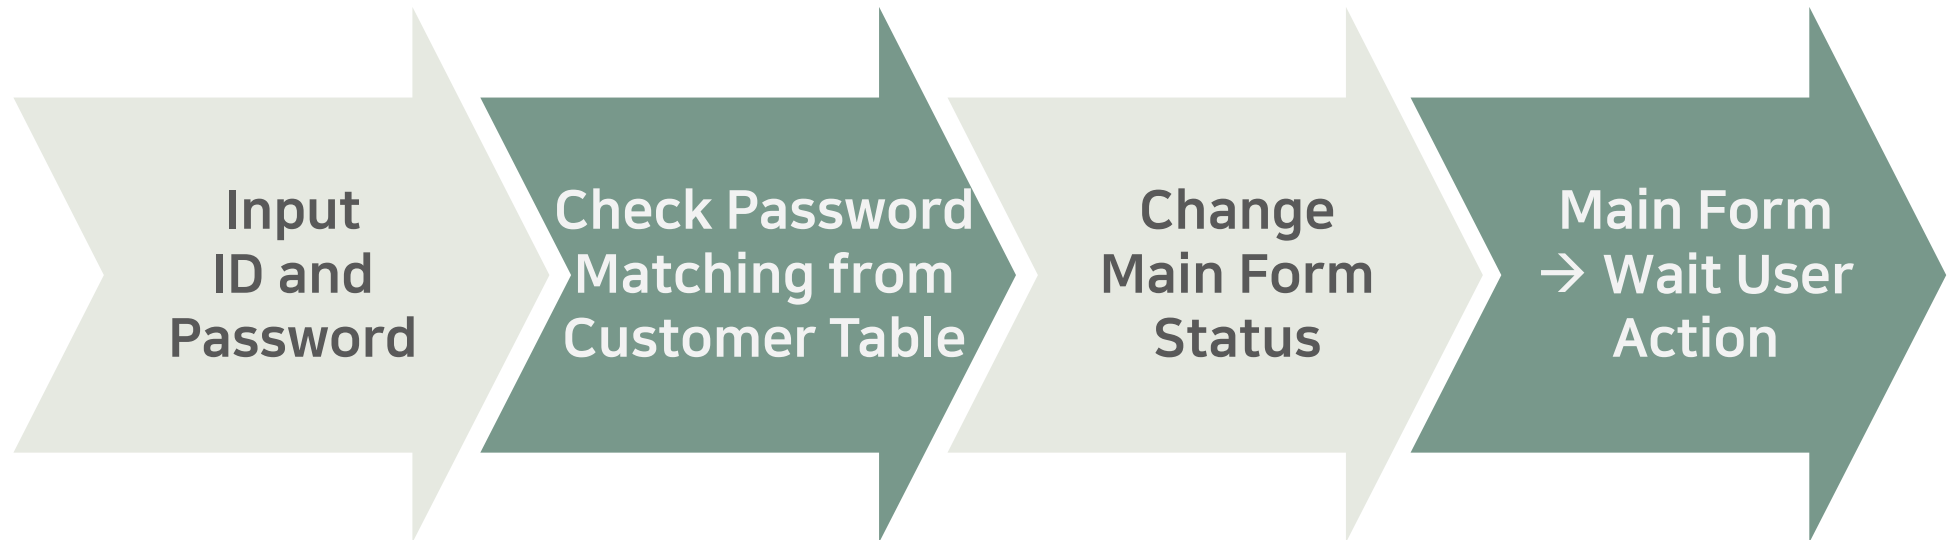 Input
ID and
Password
Check Password
Matching from
Customer Table
Change
Main Form
Status
Main Form
→ Wait User
Action